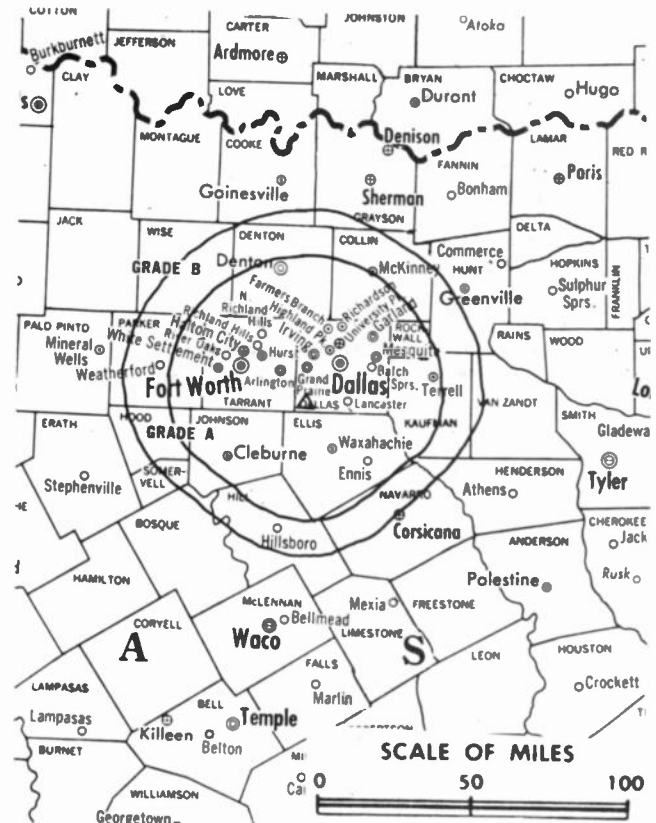 COTTON
JEFFERSON
CARTER
JOHNSTON
Atoka
Burkburnett
Ardmore
CLAY
MARSHALL
BRYAN
CHOCTAW
LOVE
Durant
Hugo
S
MONTAGUE
COOKE
Denison
LAMAR
FANNIN
RED R
Gainesville
Sherman
Bonham
Paris
GRAYSON
JACK
WISE
DENTON
COLLIN
DELTA
GRADE B
Denton
McKinney
Commerce
HUNT
HOPKINS
Sulphur
Sprs.
FRANKLIN
Greenville
Farmers Branch
Richardson
N.
Richland
Hills
Highland Pk.
University Pk.
Garland
PALO PINTO
PARKER
Richland Hills
Haltom City
Irving
ROCK
WALL
RAINS
WOOD
Mineral
Wells
River Oaks
White Settlement
Hurst
Mesquite
Weatherford
Fort Worth
Arlington
Grand
Prairie
Dallas
Balch
Sprs.
Terrell
Lo
TARRANT
DALLAS
Lancaster
VAN ZANDT
HOOD
JOHNSON
ELLIS
KAUFMAN
SMITH
ERATH
GRADE A
Gladewa
Cleburne
Waxahachie
Ennis
Tyler
SOMER-
VELL
HENDERSON
Stephenville
HILL
NAVARRO
Athens
HE
BOSQUE
Hillsboro
Corsicana
CHEROKEE
ANDERSON
Jack
d
HAMILTON
Palestine
Rusk
McLENNAN
Mexia
FREESTONE
CORYELL
Bellmead
LIMESTONE
A
Waco
S
LEON
HOUSTON
FALLS
LAMPASAS
Marlin
Crockett
BELL
Lampasas
Killeen
Temple
Belton
BURNET
MI
SCALE OF MILES
Ca
0
50
100
WILLIAMSON
Georgetown